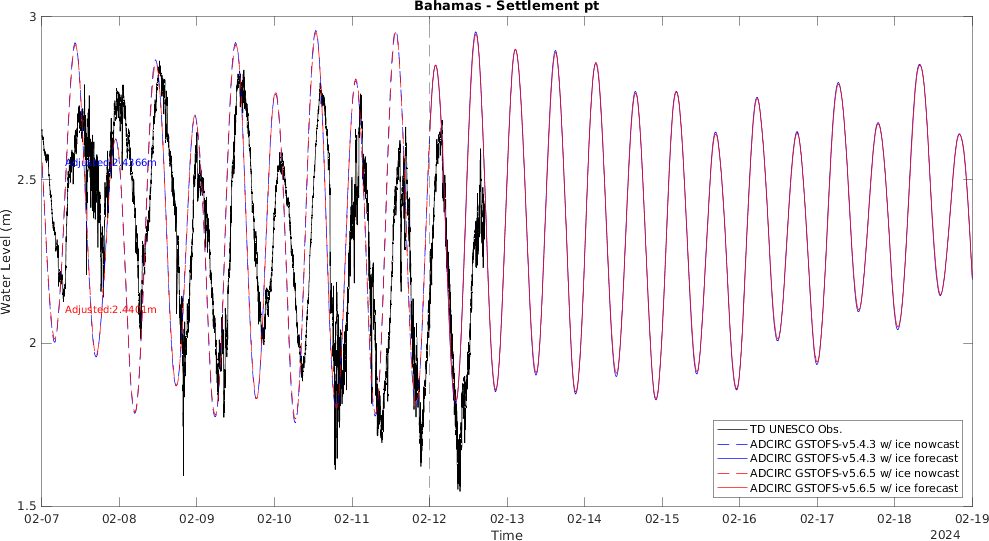 Bahamas - Settlement pt
3
2.5
2
1.5
Water Level (m)
Adjusted:2.4366m
Adjusted:2.4401m
TD UNESCO Obs.
ADCIRC GSTOFS-v5.4.3 w/ ice nowcast
ADCIRC GSTOFS-v5.4.3 w/ ice forecast
ADCIRC GSTOFS-v5.6.5 w/ ice nowcast
ADCIRC GSTOFS-v5.6.5 w/ ice forecast
02-07 02-08 02-09 02-10 02-11 02-12 02-13 02-14 02-15 02-16 02-17 02-18 02-19
Time
2024